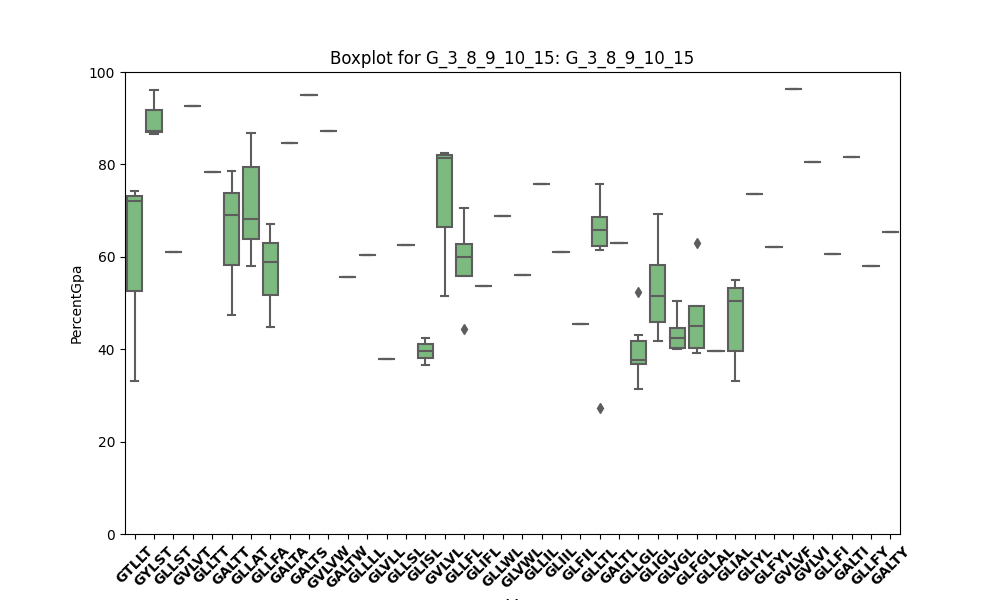 Boxplot for G_3_8_9_10_15: G_3_8_9_10_15
PercentGpa
100
80
60
40
20
0
GTLLT
GYLST
GLLST
GVLVT
GLLTT
GALTT
GLLAT
GLLFA
GALTA
GALTS
GVLVW
GALTW
GLLLL
GLVLL
GLLSL
GLISL
GVLVL
GLLFL
GLIFL
GLLWL
GLVWL
GLLIL
GLIIL
GLFIL
GLLTL
GALTL
GLLGL
GLIGL
GLVGL
GLFGL
GLLAL
GLIAL
GLIYL
GLFYL
GVLVF
GVLVI
GLLFI
GALTI
GLLFY
GALTY